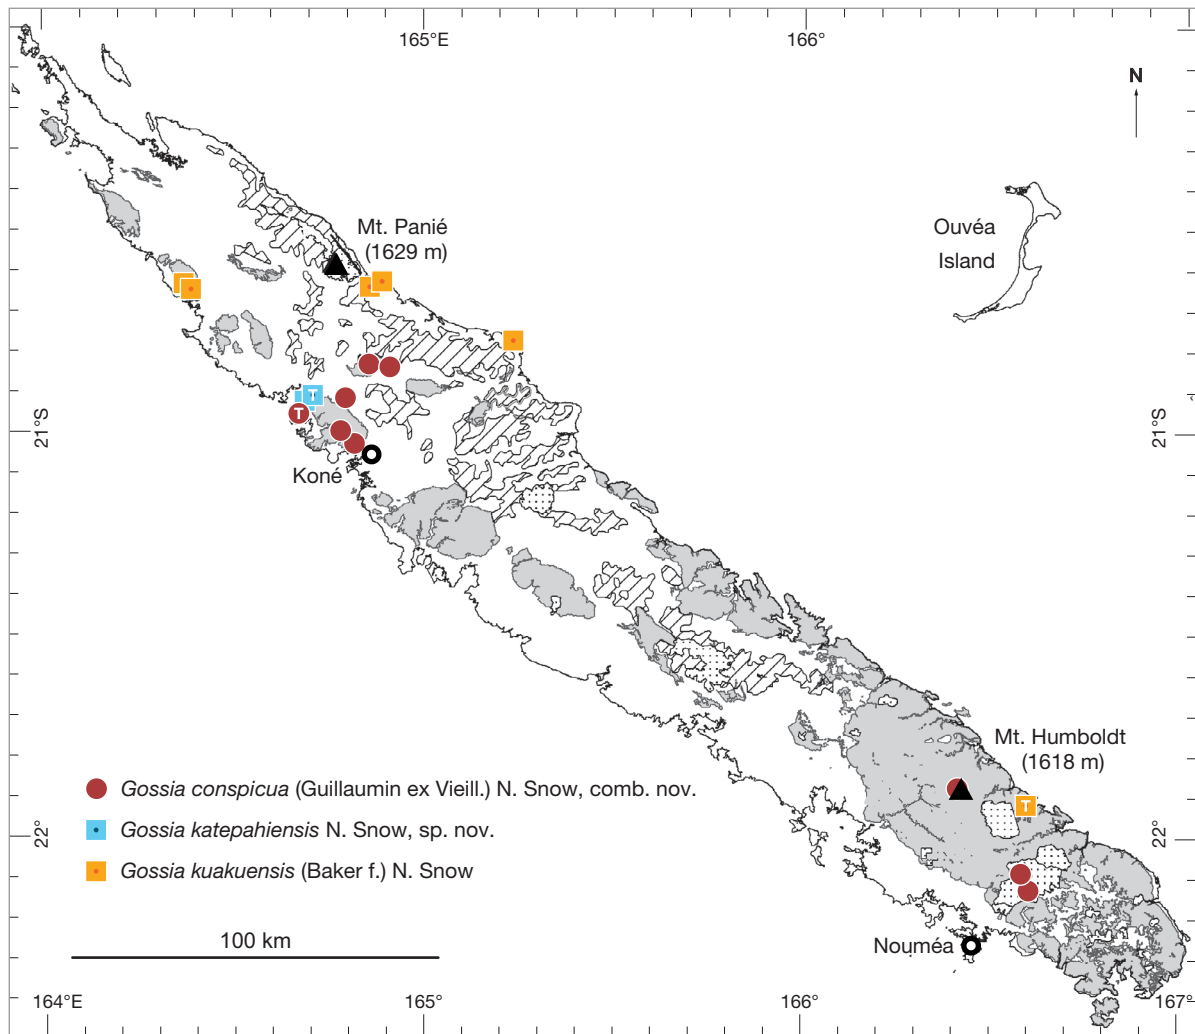 165°E
166°
N
Mt. Panié
(1629 m)
Ouvéa
Island
T
T
21°S
21°S
Koné
Mt. Humboldt
(1618 m)
Gossia conspicua (Guillaumin ex Vieill.) N. Snow, comb. nov.
T
Gossia katepahiensis N. Snow, sp. nov.
22°
22°
Gossia kuakuensis (Baker f.) N. Snow
100 km
Nouméa
164°E
165°
166°
167°